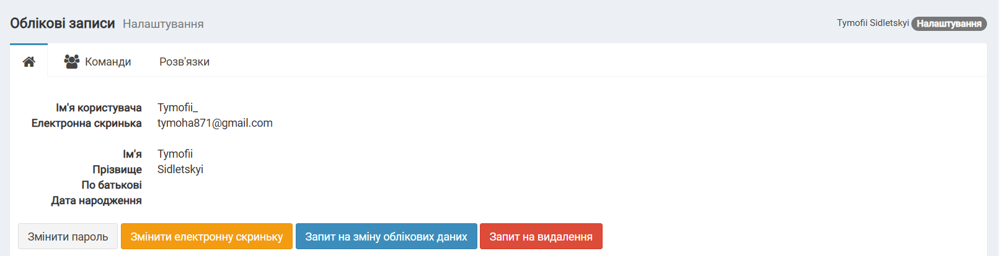 Облікові записи Налаштування
Tymofii Sidletskyi Налаштування
Команди Розв'язки
Ім'я користувача Tymofii_
Електронна скринька tymoha871@gmail.com
Ім'я Tymofii
Прізвище Sidletskyi
По батькові
Дата народження
Змінити пароль Змінити електронну скриньку Запит на зміну облікових даних Запит на видалення